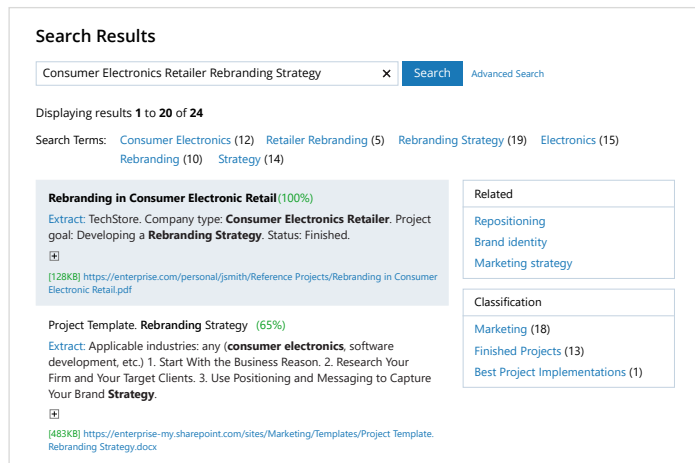 Search Results
Consumer Electronics Retailer Rebranding Strategy
Search
Advanced Search
Displaying results 1 to 20 of 24
Search Terms: Consumer Electronics (12) Retailer Rebranding (5) Rebranding Strategy (19) Electronics (15)
Rebranding (10) Strategy (14)
Rebranding in Consumer Electronic Retail (100%)
Extract: TechStore. Company type: Consumer Electronics Retailer. Project
goal: Developing a Rebranding Strategy. Status: Finished.
[128KB] https://enterprise.com/personal/jsmith/Reference Projects/Rebranding in Consumer
Electronic Retail.pdf
Project Template. Rebranding Strategy (65%)
Extract: Applicable industries: any (consumer electronics, software
development, etc.) 1. Start With the Business Reason. 2. Research Your
Firm and Your Target Clients. 3. Use Positioning and Messaging to Capture
Your Brand Strategy.
[483KB] https://enterprise-my.sharepoint.com/sites/Marketing/Templates/Project Template.
Rebranding Strategy.docx
Related
Repositioning
Brand identity
Marketing strategy
Classification
Marketing (18)
Finished Projects (13)
Best Project Implementations (1)